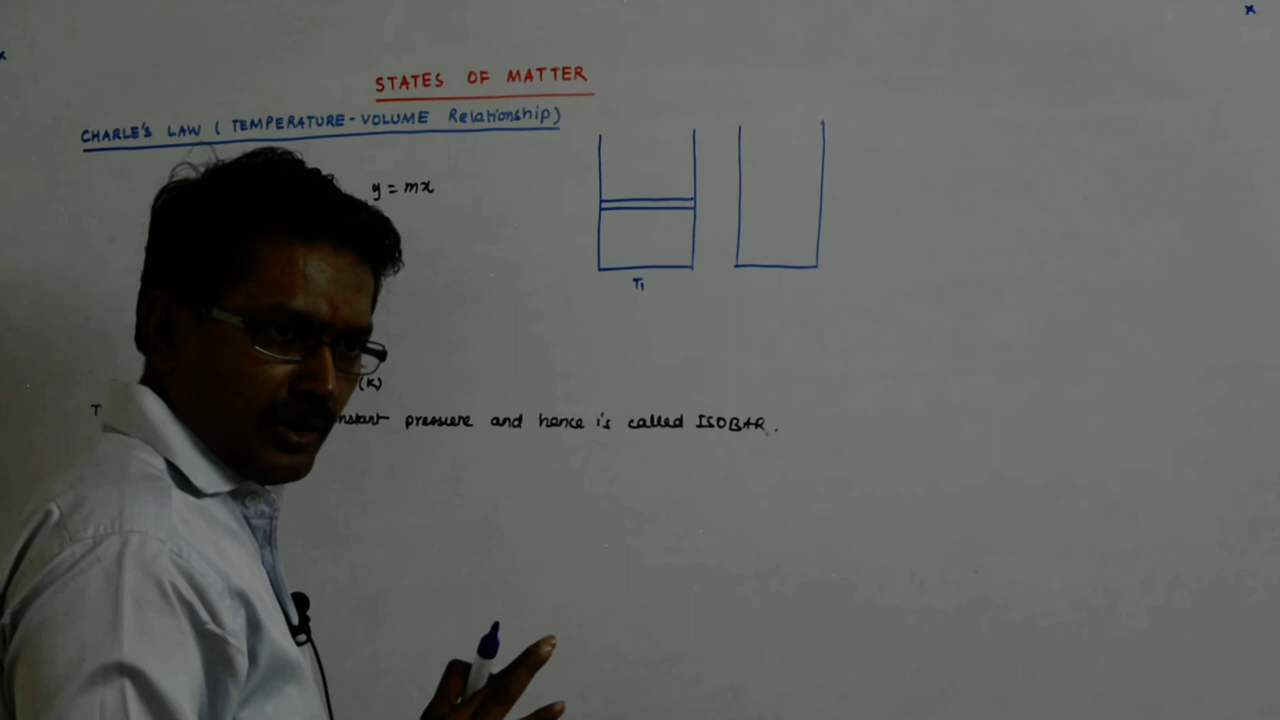 STATES OF MATTER
CHARLE'S LAW ( TEMPERATURE - VOLUME Relationship)
y = mx
T1
(K)
pressure and hence is called ISOBAR.